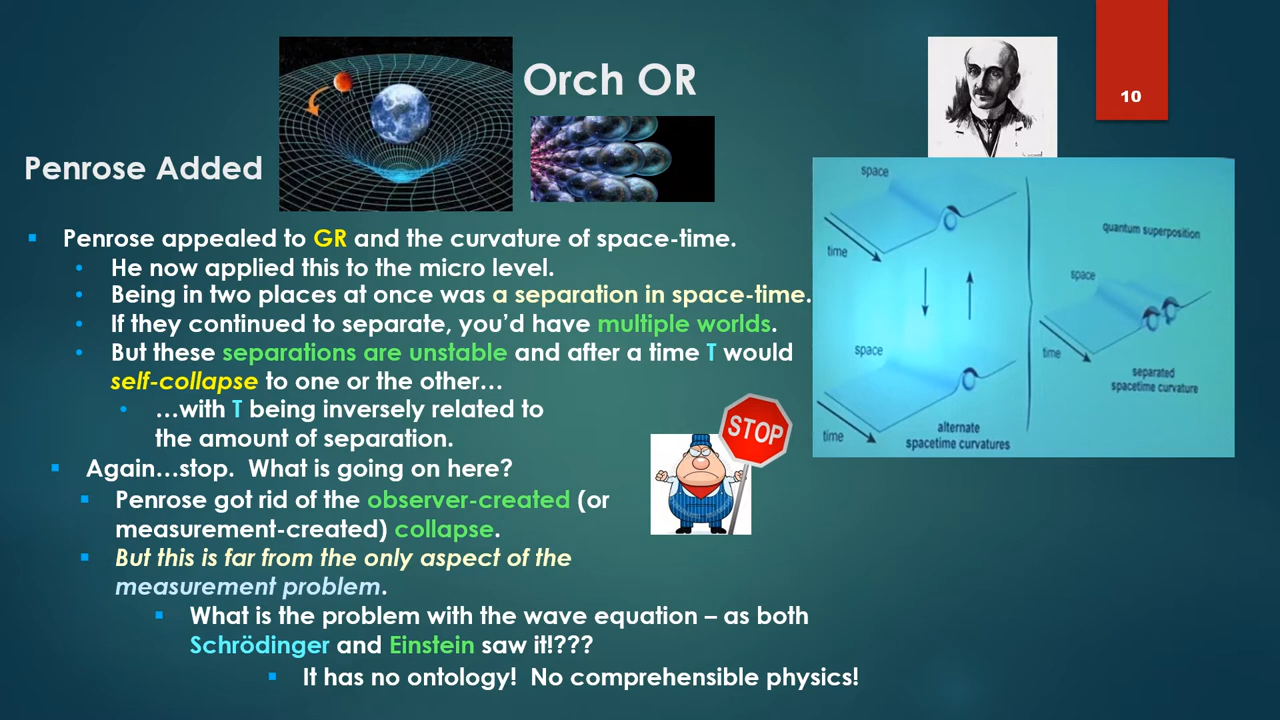 Orch OR
10
Penrose Added
Penrose appealed to GR and the curvature of space-time.
He now applied this to the micro level.
Being in two places at once was a separation in space-time.
If they continued to separate, you’d have multiple worlds.
But these separations are unstable and after a time T would
self-collapse to one or the other…
…with T being inversely related to
the amount of separation.
Again…stop. What is going on here?
Penrose got rid of the observer-created (or
measurement-created) collapse.
But this is far from the only aspect of the
measurement problem.
What is the problem with the wave equation – as both
Schrödinger and Einstein saw it!???
It has no ontology! No comprehensible physics!
STOP
space
time
space
time
alternate
spacetime curvatures
quantum superposition
space
time
separated
spacetime curvature